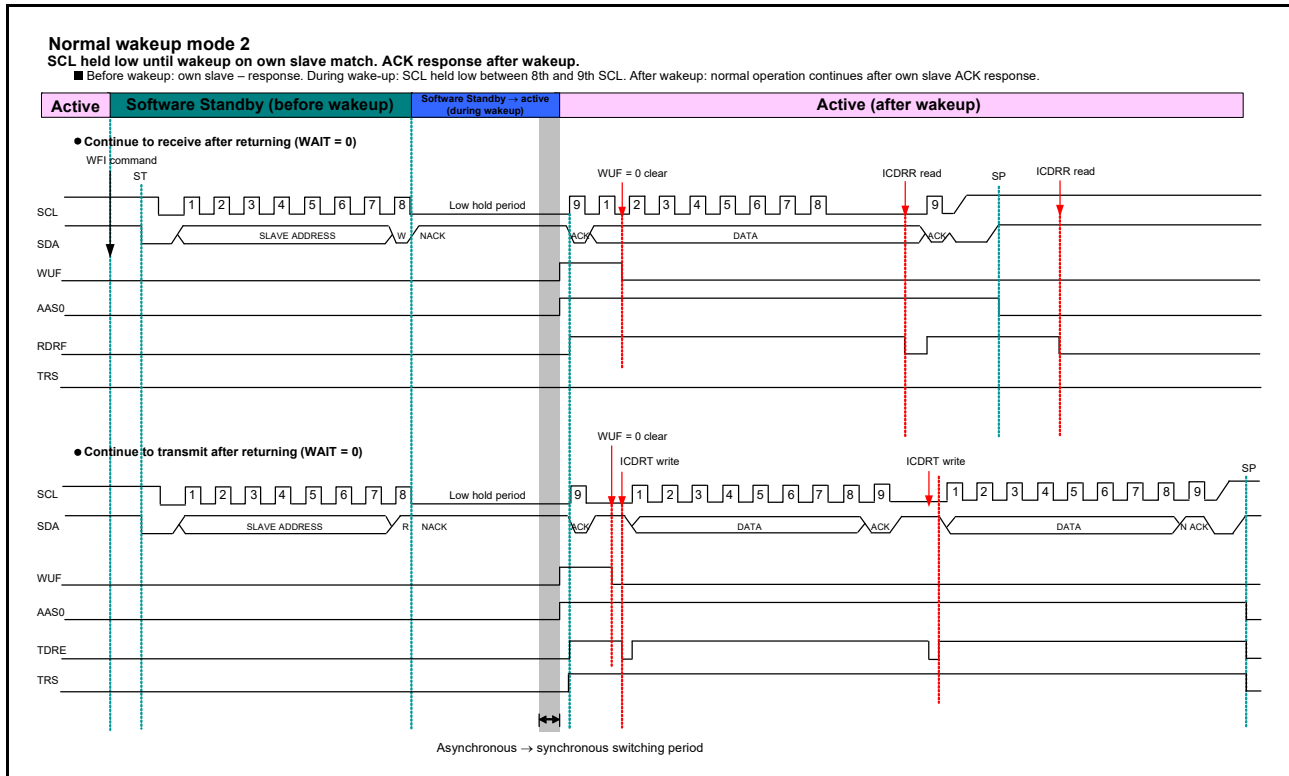 Normal wakeup mode 2
SCL held low until wakeup on own slave match. ACK response after wakeup.
■ Before wakeup: own slave – response. During wake-up: SCL held low between 8th and 9th SCL. After wakeup: normal operation continues after own slave ACK response.
Active Software Standby (before wakeup) Software Standby → active (during wakeup) Active (after wakeup)
● Continue to receive after returning (WAIT = 0)
WFI command
ST WUF = 0 clear ICDRR read SP ICDRR read
SCL 1 2 3 4 5 6 7 8 Low hold period 9 1 2 3 4 5 6 7 8 9
SDA SLAVE ADDRESS W NACK ACK DATA ACK
WUF
AAS0
RDRF
TRS
● Continue to transmit after returning (WAIT = 0)
WUF = 0 clear
ICDRT write ICDRT write SP
SCL 1 2 3 4 5 6 7 8 Low hold period 9 1 2 3 4 5 6 7 8 9 1 2 3 4 5 6 7 8 9
SDA SLAVE ADDRESS R NACK ACK DATA ACK DATA N ACK
WUF
AAS0
TDRE
TRS
Asynchronous → synchronous switching period